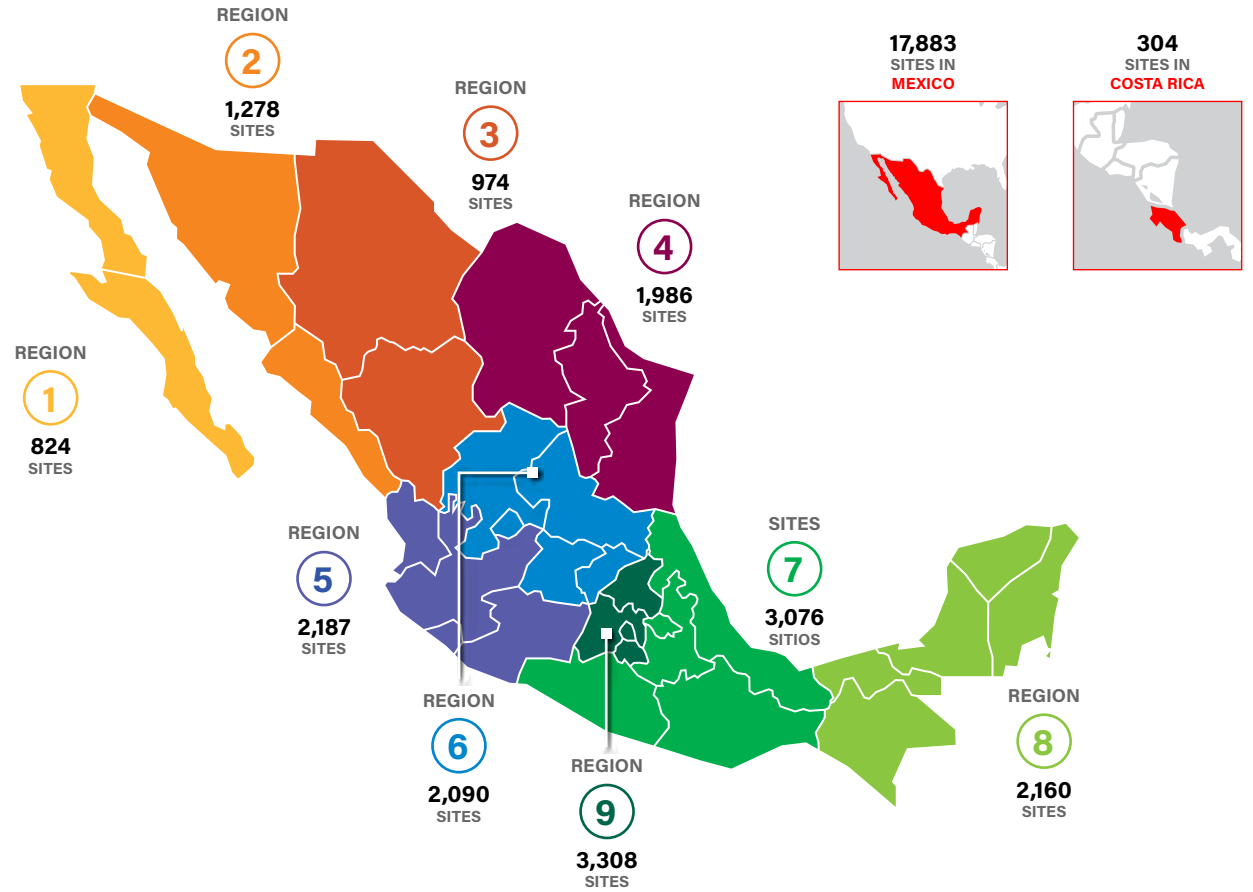 REGION
2
1,278
SITES
REGION
3
974
SITES
REGION
4
1,986
SITES
17,883
SITES IN
MEXICO
304
SITES IN
COSTA RICA
REGION
1
824
SITES
REGION
5
2,187
SITES
SITES
7
3,076
SITIOS
REGION
6
2,090
SITES
REGION
9
3,308
SITES
REGION
8
2,160
SITES